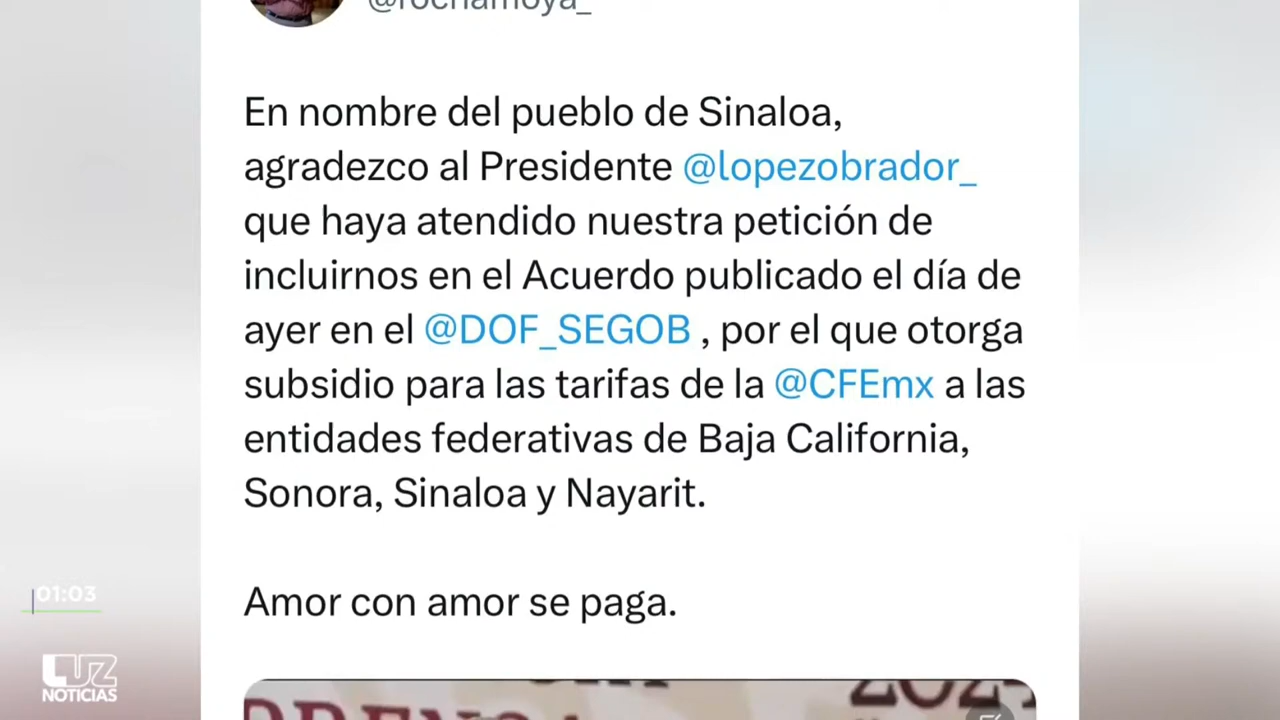 @rochamoya_
En nombre del pueblo de Sinaloa,
agradezco al Presidente @lopezobrador_
que haya atendido nuestra petición de
incluirnos en el Acuerdo publicado el día de
ayer en el @DOF_SEGOB , por el que otorga
subsidio para las tarifas de la @CFEmx a las
entidades federativas de Baja California,
Sonora, Sinaloa y Nayarit.
Amor con amor se paga.
01:03
LUZ
NOTICIAS